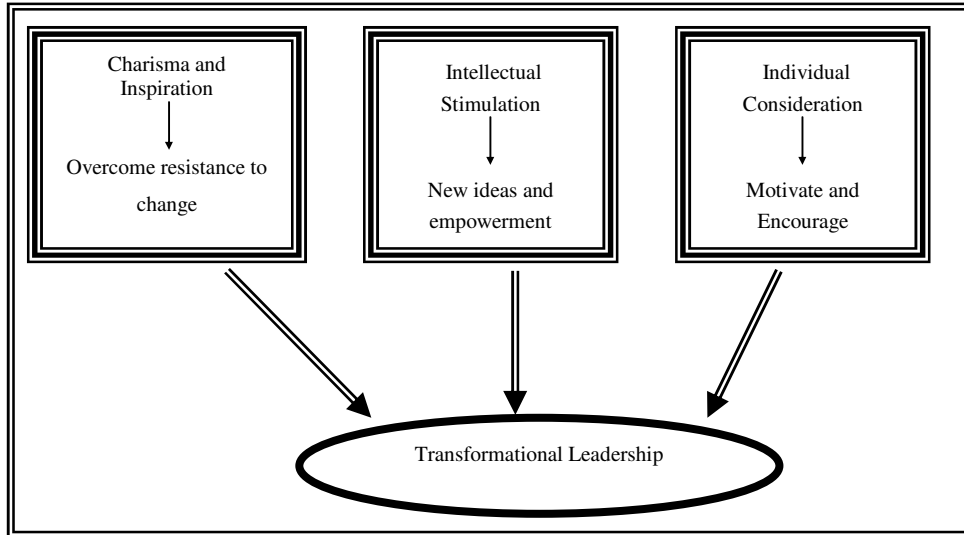 Charisma and
Inspiration
Overcome resistance to
change
Intellectual
Stimulation
New ideas and
empowerment
Individual
Consideration
Motivate and
Encourage
Transformational Leadership